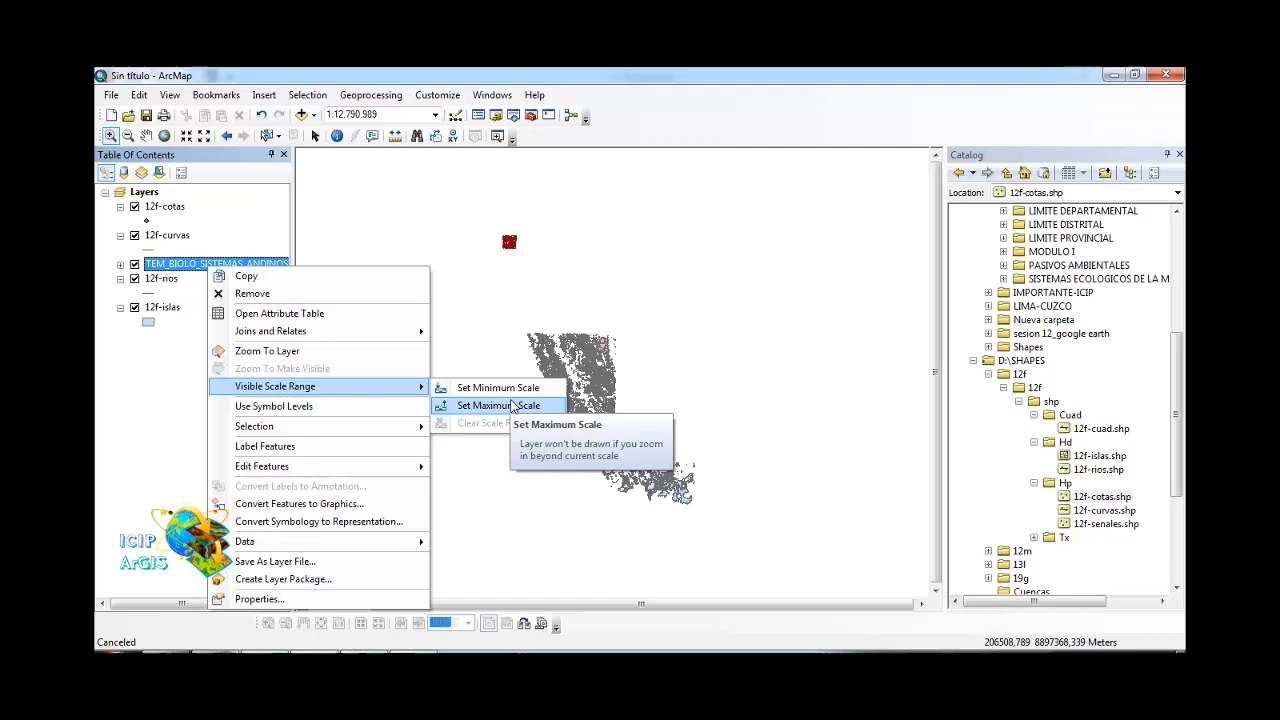 Sin título - ArcMap
File Edit View Bookmarks Insert Selection Geoprocessing Customize Windows Help
1:12.790.989
Table Of Contents
Layers
12f-cotas
12f-curvas
TEM_BIOLO_SISTEMAS_ANDINOS
12f-rios
12f-islas
Copy
Remove
Open Attribute Table
Joins and Relates
Zoom To Layer
Zoom To Make Visible
Visible Scale Range
Use Symbol Levels
Selection
Label Features
Edit Features
Convert Labels to Annotation...
Convert Features to Graphics...
Convert Symbology to Representation...
Data
Save As Layer File...
Create Layer Package...
Properties...
Set Minimum Scale
Set Maximum Scale
Clear Scale
Set Maximum Scale
Layer won't be drawn if you zoom
in beyond current scale
ICIP
ArGIS
Catalog
Location: 12f-cotas.shp
LIMITE DEPARTAMENTAL
LIMITE DISTRITAL
LIMITE PROVINCIAL
MODULO I
PASIVOS AMBIENTALES
SISTEMAS ECOLOGICOS DE LA M
IMPORTANTE-ICIP
LIMA-CUZCO
Nueva carpeta
sesion 12_google earth
Shapes
D:\SHAPES
12f
12f
shp
Cuad
12f-cuad.shp
Hd
12f-islas.shp
12f-rios.shp
Hp
12f-cotas.shp
12f-curvas.shp
12f-senales.shp
Tx
12m
13l
19g
Cuencas
Canceled
206508,789 8897368,339 Meters